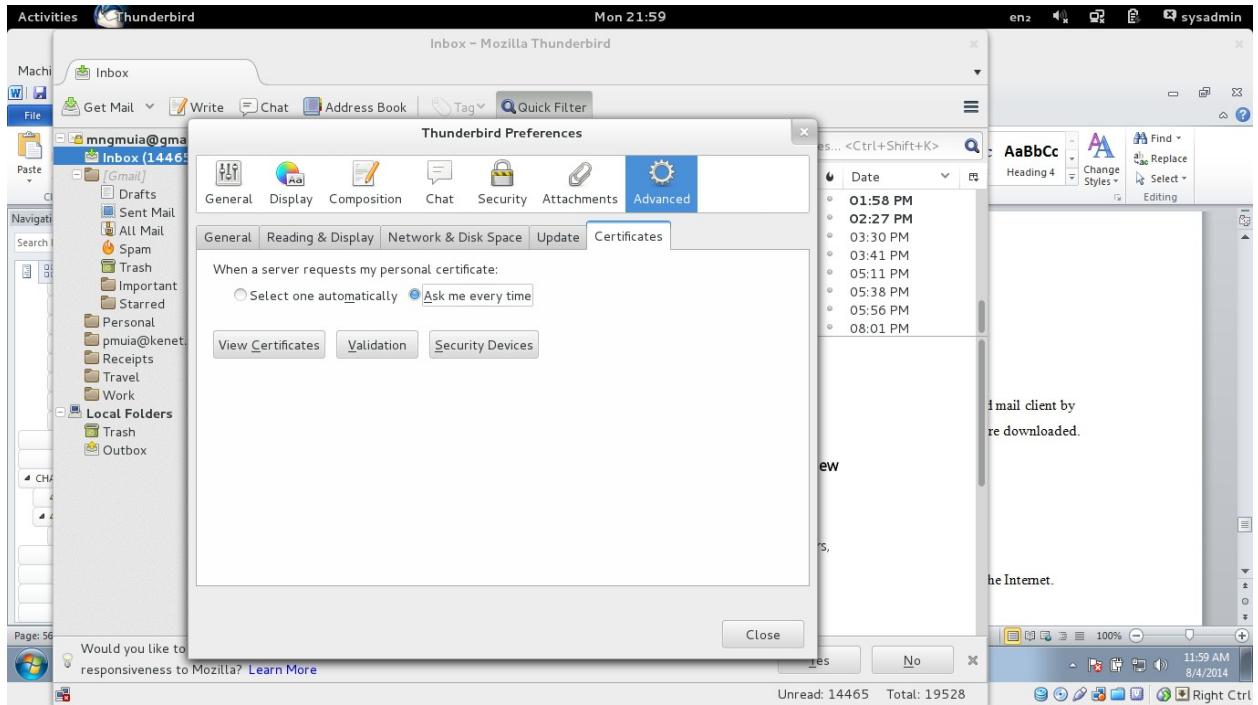 Activities Thunderbird Mon 21:59 en2 sysadmin
Inbox - Mozilla Thunderbird
Machi
Inbox
Get Mail Write Chat Address Book Tag Quick Filter
File
mngmuia@gma
Inbox (14465
[Gmail]
Drafts
Sent Mail
All Mail
Spam
Trash
Important
Starred
Personal
pmuia@kenet.
Receipts
Travel
Work
Local Folders
Trash
Outbox
Paste
Navigati
Search
CHA
Page: 56
Thunderbird Preferences
General Display Composition Chat Security Attachments Advanced
General Reading & Display Network & Disk Space Update Certificates
When a server requests my personal certificate:
Select one automatically Ask me every time
View Certificates Validation Security Devices
Close
es... <Ctrl+Shift+K>
Date
01:58 PM
02:27 PM
03:30 PM
03:41 PM
05:11 PM
05:38 PM
05:56 PM
08:01 PM
ew
rs,
AaBbCc
Heading 4
Change
Styles
Find
Replace
Select
Editing
d mail client by
re downloaded.
he Internet.
Would you like to
responsiveness to Mozilla? Learn More
Yes No
Unread: 14465 Total: 19528
100%
11:59 AM
8/4/2014
Right Ctrl